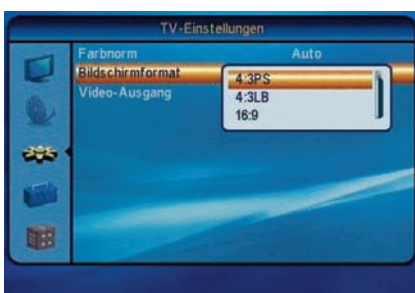 TV-Einstellungen
Farbnorm Auto
Bildschirmformat
4:3PS
Video-Ausgang
4:3LB
16:9